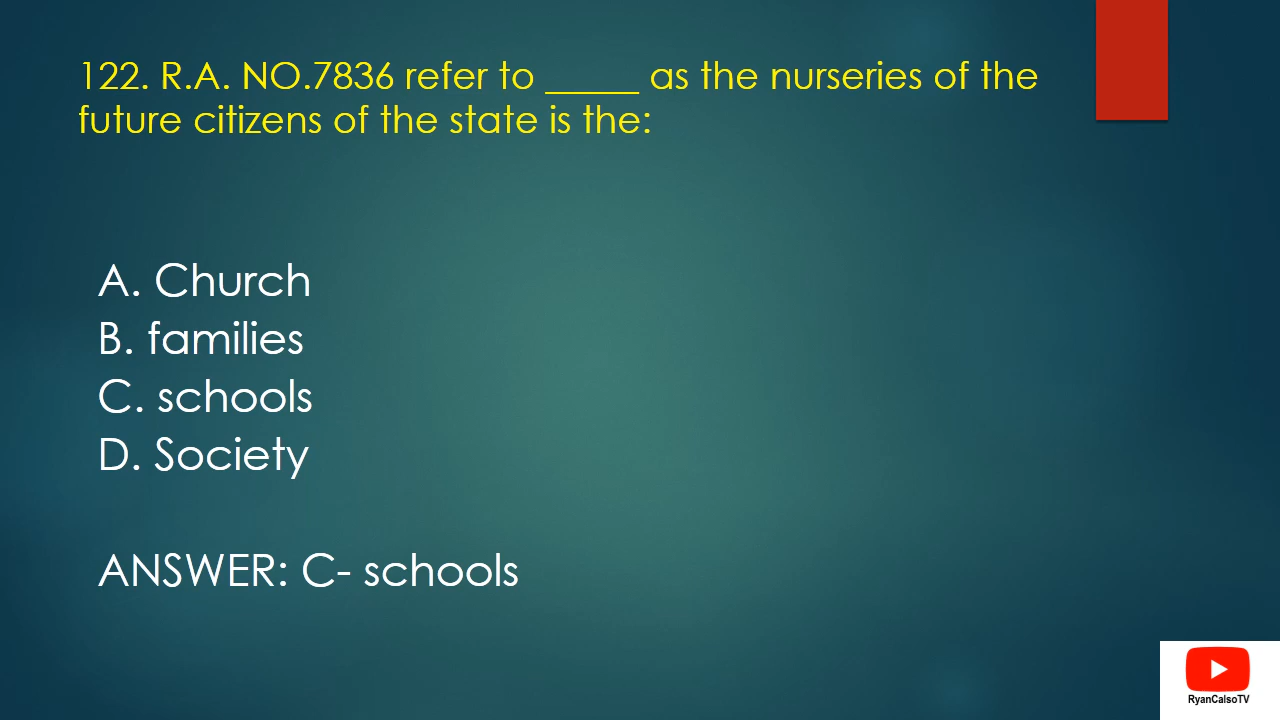 122. R.A. NO.7836 refer to _____ as the nurseries of the
future citizens of the state is the:
A. Church
B. families
C. schools
D. Society
ANSWER: C- schools
RyanCalsoTV